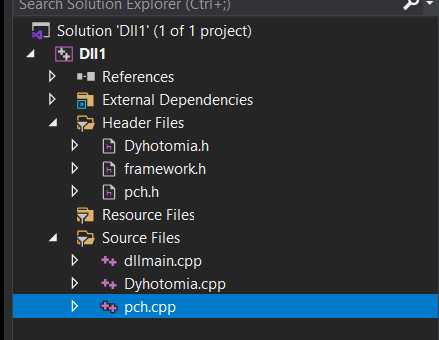 Search Solution Explorer (Ctrl+;)
Solution 'Dll1' (1 of 1 project)
Dll1
References
External Dependencies
Header Files
Dyhotomia.h
framework.h
pch.h
Resource Files
Source Files
dllmain.cpp
Dyhotomia.cpp
pch.cpp